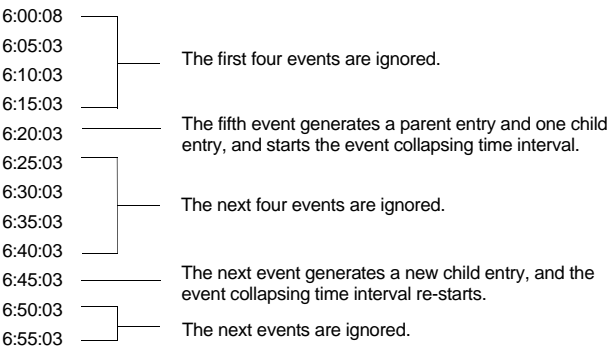 6:00:08
6:05:03
The first four events are ignored.
6:10:03
6:15:03
The fifth event generates a parent entry and one child
6:20:03
entry, and starts the event collapsing time interval.
6:25:03
6:30:03
The next four events are ignored.
6:35:03
6:40:03
The next event generates a new child entry, and the
6:45:03
event collapsing time interval re-starts.
6:50:03
The next events are ignored.
6:55:03